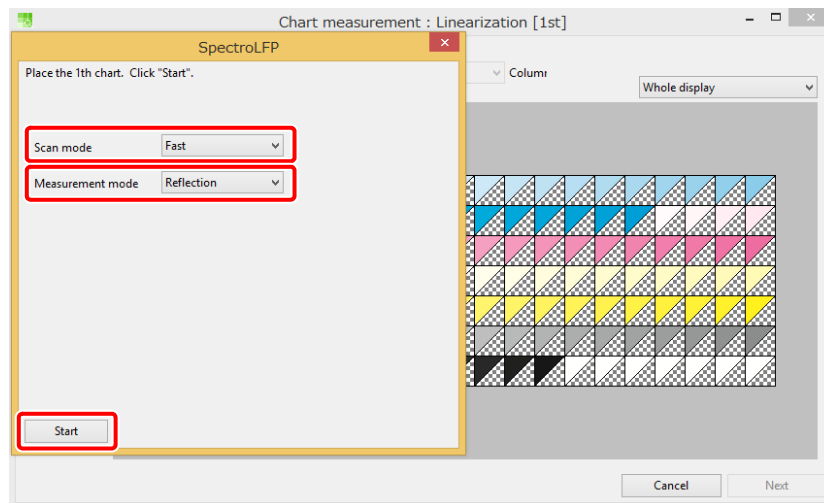 Chart measurement : Linearization [1st]
SpectroLFP
Place the 1th chart. Click "Start".
Column
Whole display
Scan mode Fast
Measurement mode Reflection
Start
Cancel Next